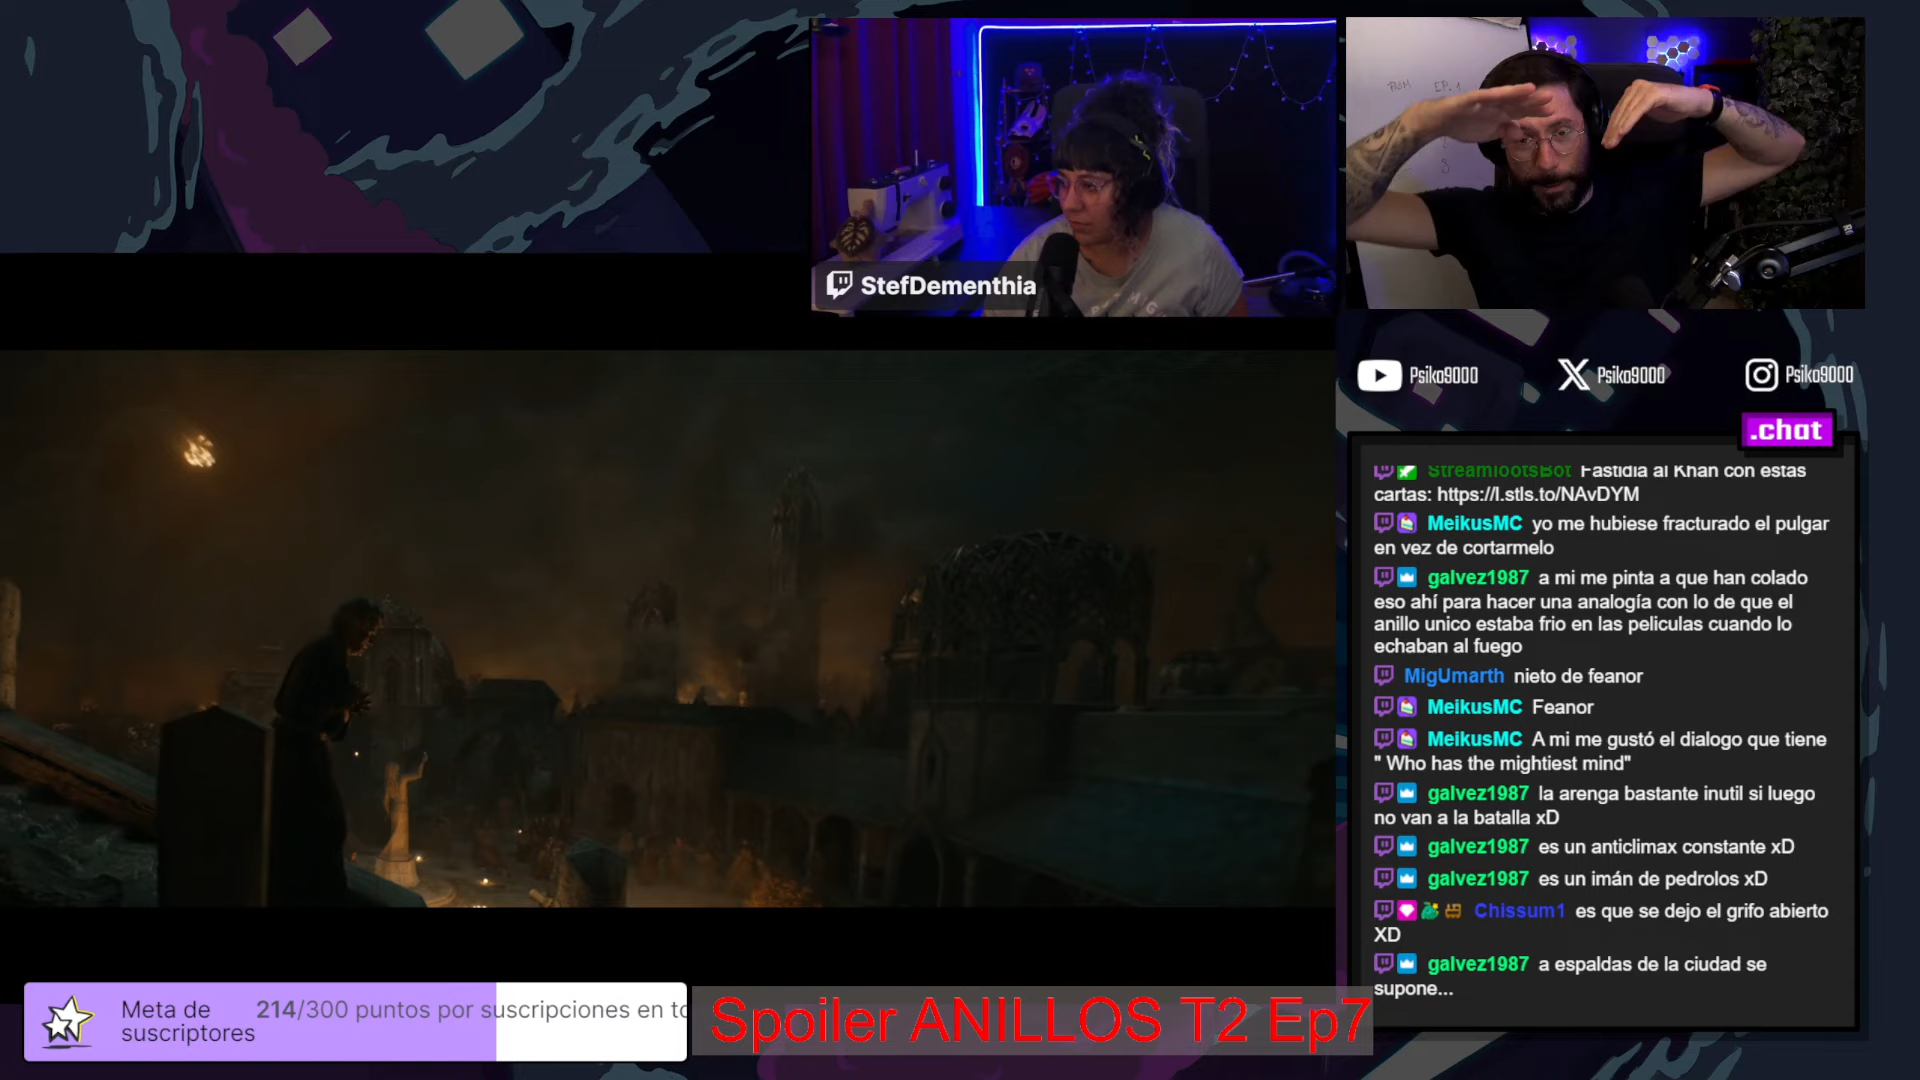 StefDementhia
Psiko9000
Psiko9000
Psiko9000
.chat
StreamlootsBot Fastidia al Khan con estas
cartas: https://l.stls.to/NAvDYM
MeikusMC yo me hubiese fracturado el pulgar
en vez de cortarmelo
galvez1987 a mi me pinta a que han colado
eso ahí para hacer una analogía con lo de que el
anillo unico estaba frio en las peliculas cuando lo
echaban al fuego
MigUmarth nieto de feanor
MeikusMC Feanor
MeikusMC A mi me gustó el dialogo que tiene
" Who has the mightiest mind"
galvez1987 la arenga bastante inutil si luego
no van a la batalla xD
galvez1987 es un anticlimax constante xD
galvez1987 es un imán de pedrolos xD
Chissum1 es que se dejo el grifo abierto
XD
galvez1987 a espaldas de la ciudad se
supone...
Meta de
suscriptores
214/300 puntos por suscripciones en to
Spoiler ANILLOS T2 Ep7